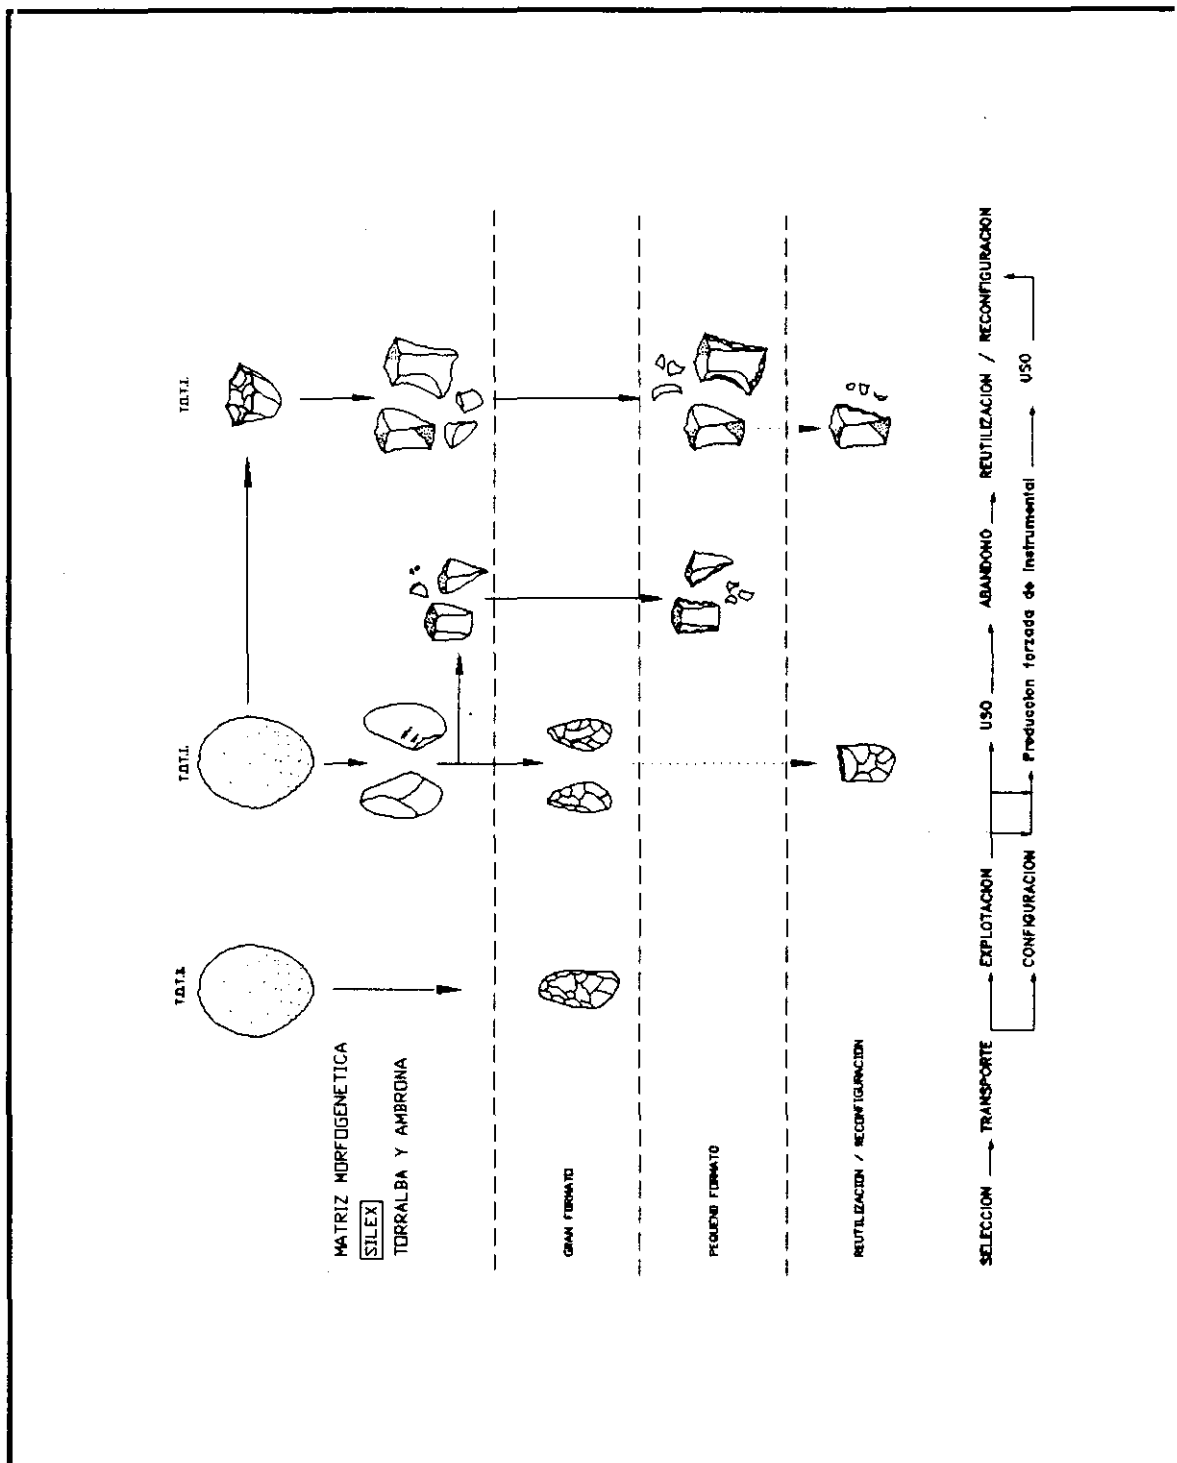 T.O.T.I.
T.O.T.I.
MATRIZ MORFOGENETICA
SILEX
TORRALBA Y AMBRONA
GRAN FORMATO
PEQUENO FORMATO
REUTILIZACION / RECONFIGURACION
SELECCION TRANSPORTE EXPLOTACION USO ABANDONO REUTILIZACION / RECONFIGURACION
CONFIGURACION Produccion forzada de instrumental USO